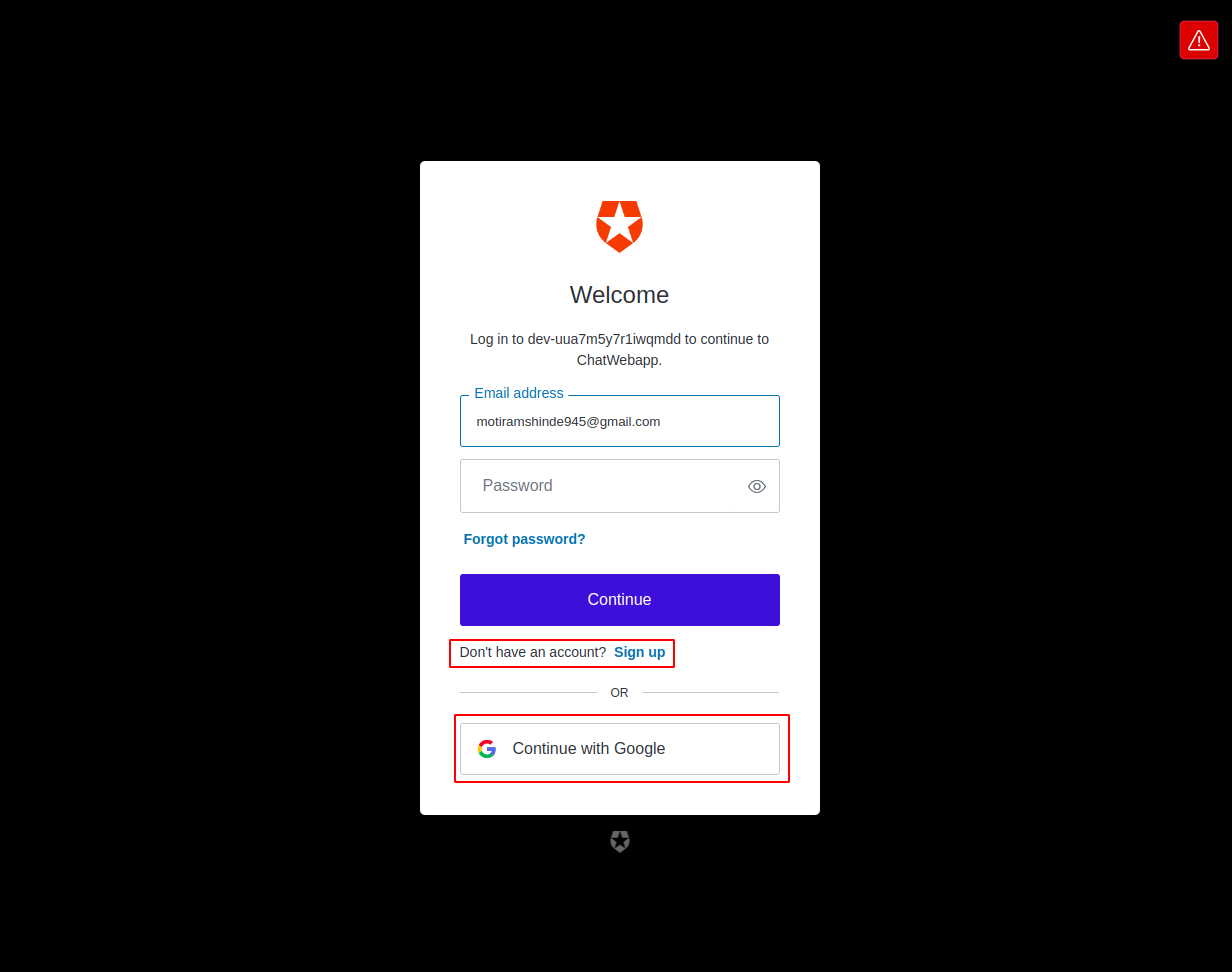 Welcome
Log in to dev-uua7m5y7r1iwqmdd to continue to
ChatWebapp.
Email address
motiramshinde945@gmail.com
Password
Forgot password?
Continue
Don't have an account? Sign up
OR
Continue with Google